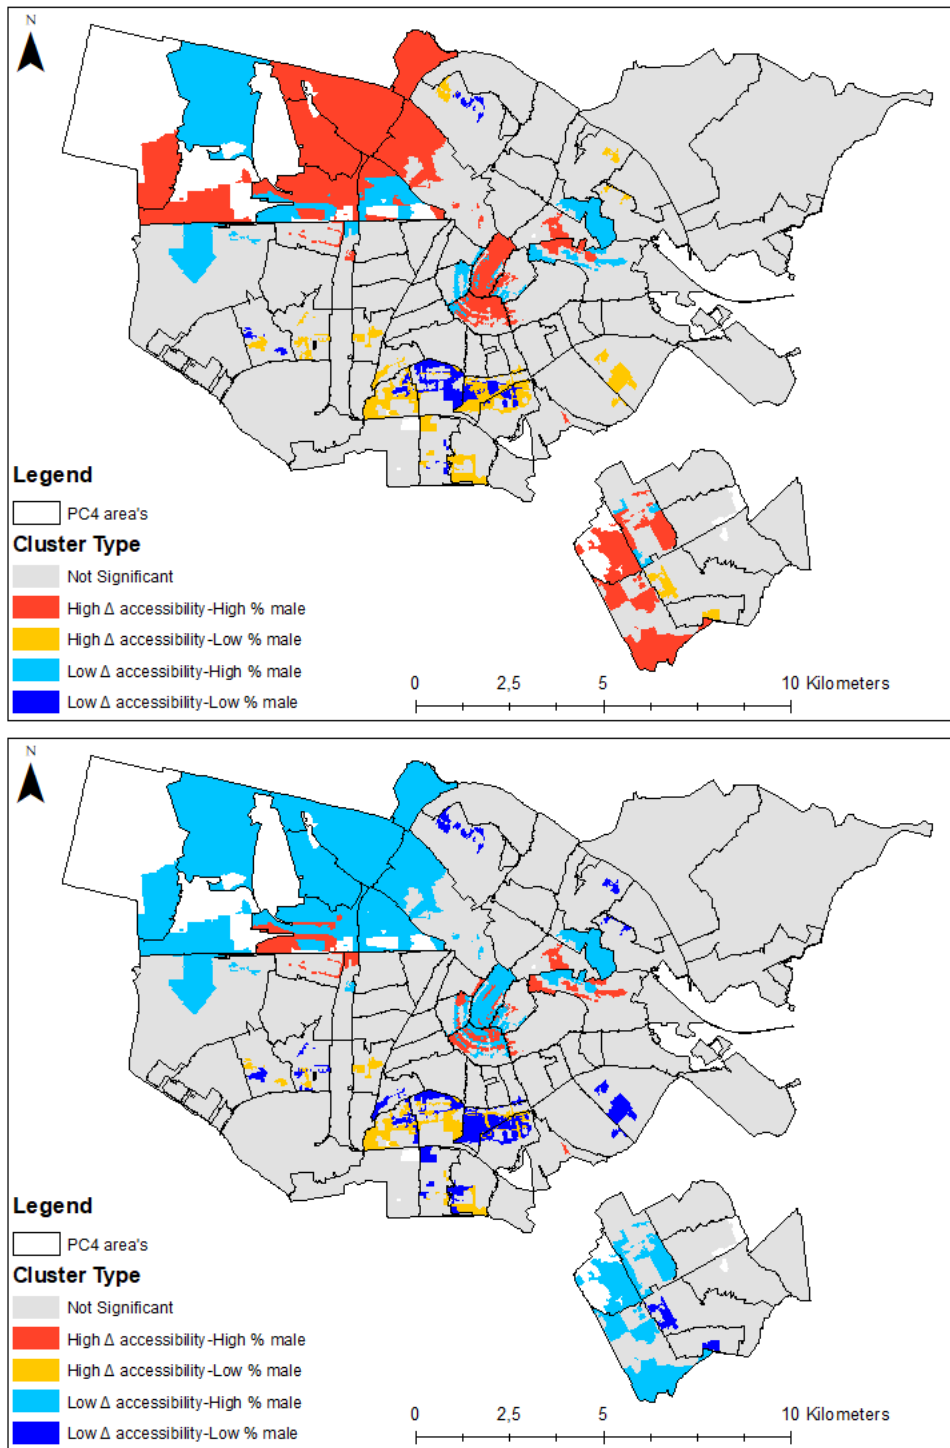 N
Legend
PC4 area's
Cluster Type
Not Significant
High Δ accessibility-High % male
High Δ accessibility-Low % male
Low Δ accessibility-High % male
Low Δ accessibility-Low % male
0 2,5 5 10 Kilometers
N
Legend
PC4 area's
Cluster Type
Not Significant
High Δ accessibility-High % male
High Δ accessibility-Low % male
Low Δ accessibility-High % male
Low Δ accessibility-Low % male
0 2,5 5 10 Kilometers